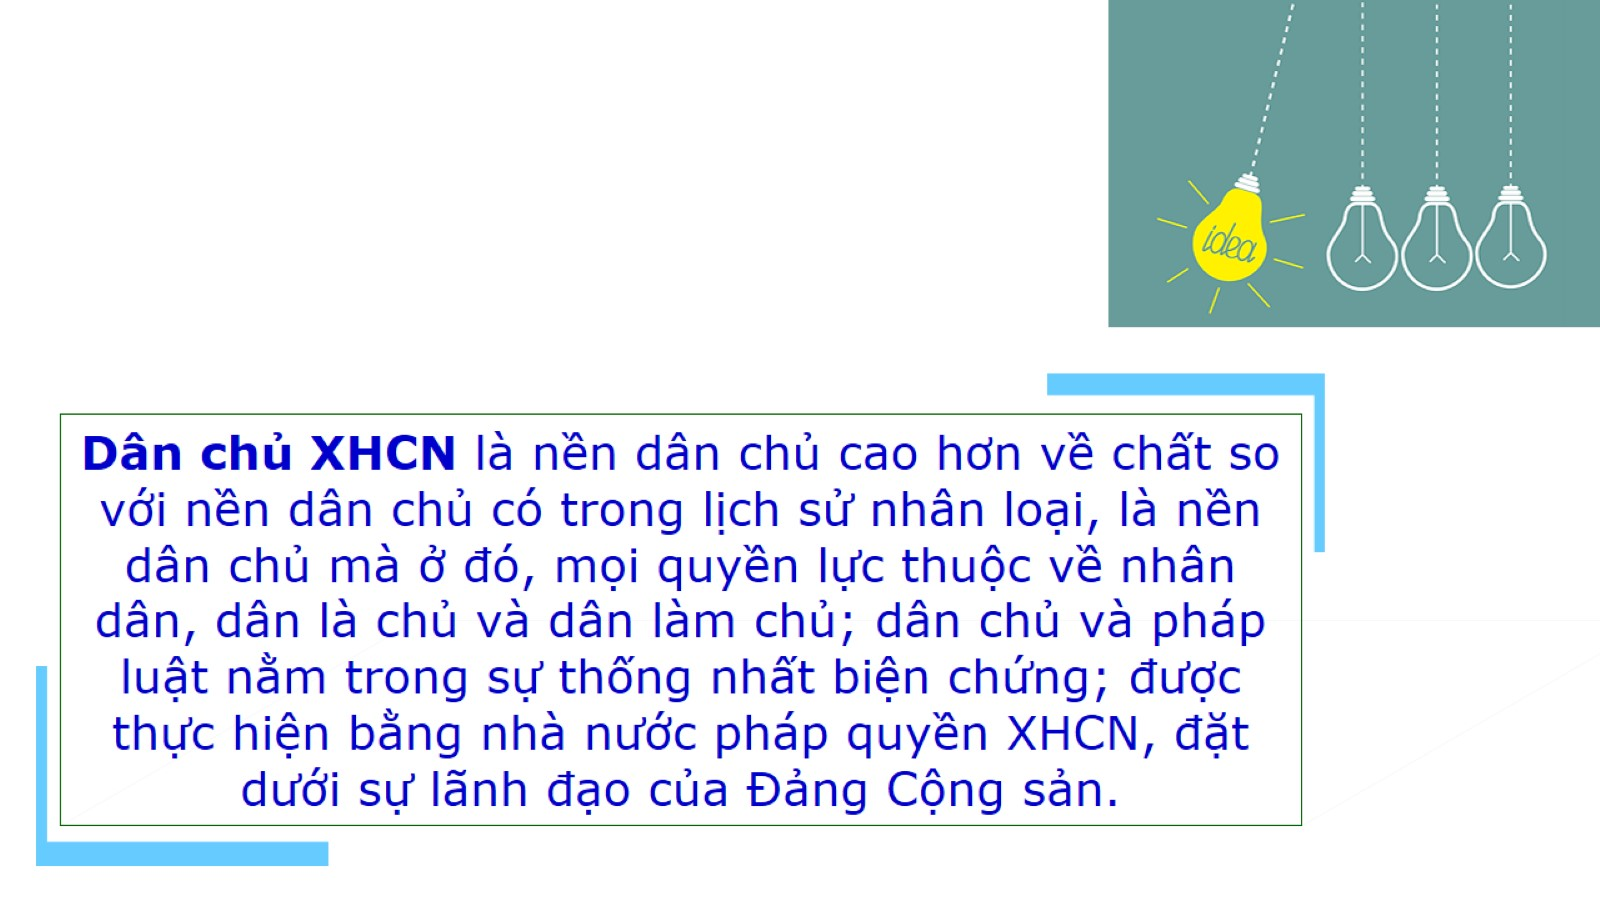 idea
Dân chủ XHCN là nền dân chủ cao hơn về chất so
với nền dân chủ có trong lịch sử nhân loại, là nền
dân chủ mà ở đó, mọi quyền lực thuộc về nhân
dân, dân là chủ và dân làm chủ; dân chủ và pháp
luật nằm trong sự thống nhất biện chứng; được
thực hiện bằng nhà nước pháp quyền XHCN, đặt
dưới sự lãnh đạo của Đảng Cộng sản.